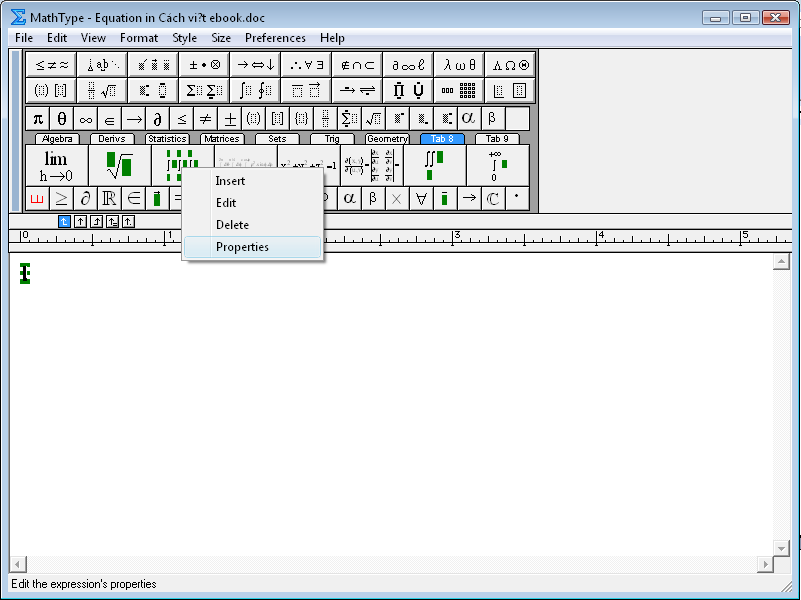 MathType - Equation in Cách vi?t ebook.doc
File Edit View Format Style Size Preferences Help
≤ ≠ ≈ ± • ⊗ → ⇔ ↓ ∴ ∀ ∃ ∉ ∩ ⊂ ∂ ∞ ℓ λ ω θ Λ Ω ⊛
π θ ∞ ∈ → ∂ ≤ ≠ ± α β
Algebra Derivs Statistics Matrices Sets Trig Geometry Tab 8 Tab 9
lim h→0 +∞ ∫ 0
≥ ∂ ℝ ∈ α β × ∀ → ℂ
Insert
Edit
Delete
Properties
0 1 3 4 5
Edit the expression's properties